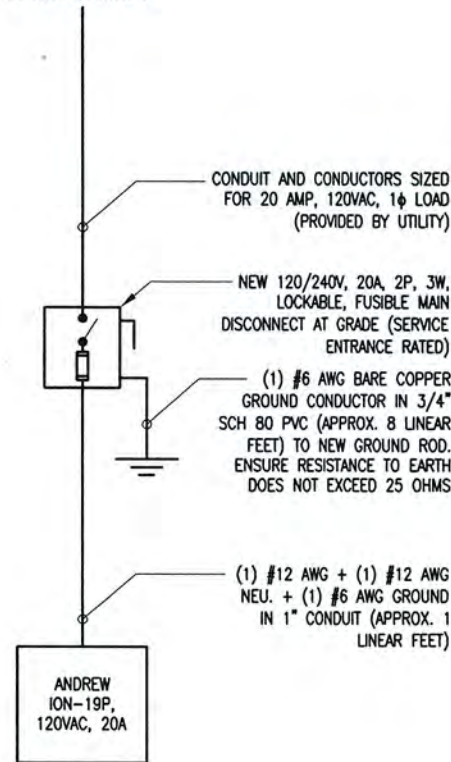 CONDUIT AND CONDUCTORS SIZED
FOR 20 AMP, 120VAC, 1ϕ LOAD
(PROVIDED BY UTILITY)
NEW 120/240V, 20A, 2P, 3W,
LOCKABLE, FUSIBLE MAIN
DISCONNECT AT GRADE (SERVICE
ENTRANCE RATED)
(1) #6 AWG BARE COPPER
GROUND CONDUCTOR IN 3/4"
SCH 80 PVC (APPROX. 8 LINEAR
FEET) TO NEW GROUND ROD.
ENSURE RESISTANCE TO EARTH
DOES NOT EXCEED 25 OHMS
(1) #12 AWG + (1) #12 AWG
NEU. + (1) #6 AWG GROUND
IN 1" CONDUIT (APPROX. 1
LINEAR FEET)
ANDREW
ION-19P,
120VAC, 20A